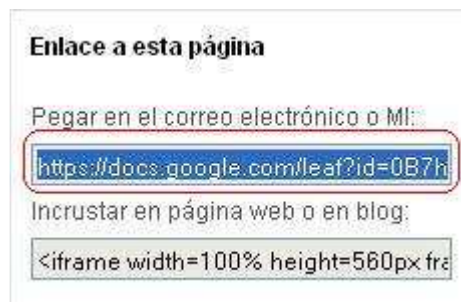 Enlace a esta página
Pegar en el correo electrónico o MI:
https://docs.google.com/leaf?id=0B7h
Incrustar en página web o en blog:
<iframe width=100% height=560px fra